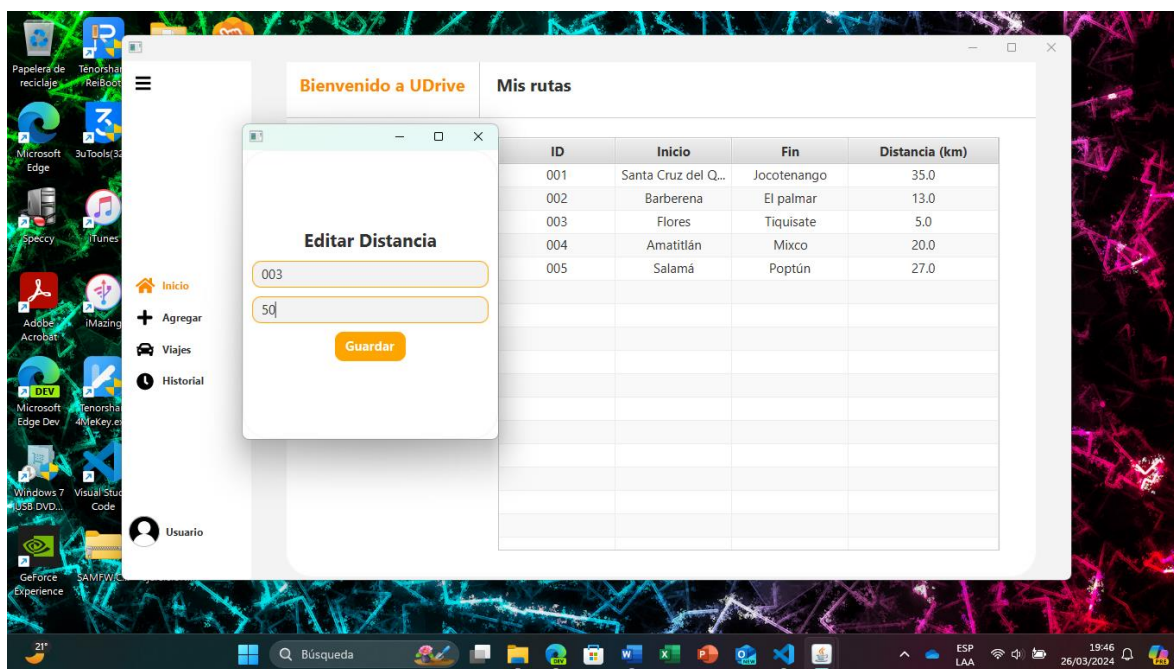 Papelera de
reciclaje
Tenorshar
ReiBoot
Microsoft
Edge
3uTools(32
Speccy
iTunes
Adobe
Acrobat
iMazing
DEV
Microsoft
Edge Dev
Tenorsha
4MeKey.e
Windows 7
USB DVD...
Visual Stud
Code
GeForce
Experience
SAMFW
Bienvenido a UDrive
Mis rutas
Inicio
Agregar
Viajes
Historial
Usuario
Editar Distancia
003
50
Guardar
ID Inicio Fin Distancia (km)
001 Santa Cruz del Q... Jocotenango 35.0
002 Barberena El palmar 13.0
003 Flores Tiquisate 5.0
004 Amatitlán Mixco 20.0
005 Salamá Poptún 27.0
21°
Búsqueda
ESP
LAA
19:46
26/03/2024